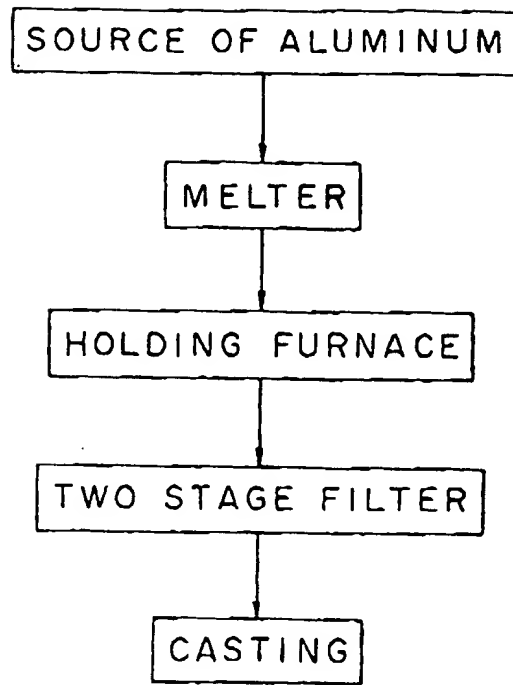 SOURCE OF ALUMINUM
MELTER
HOLDING FURNACE
TWO STAGE FILTER
CASTING